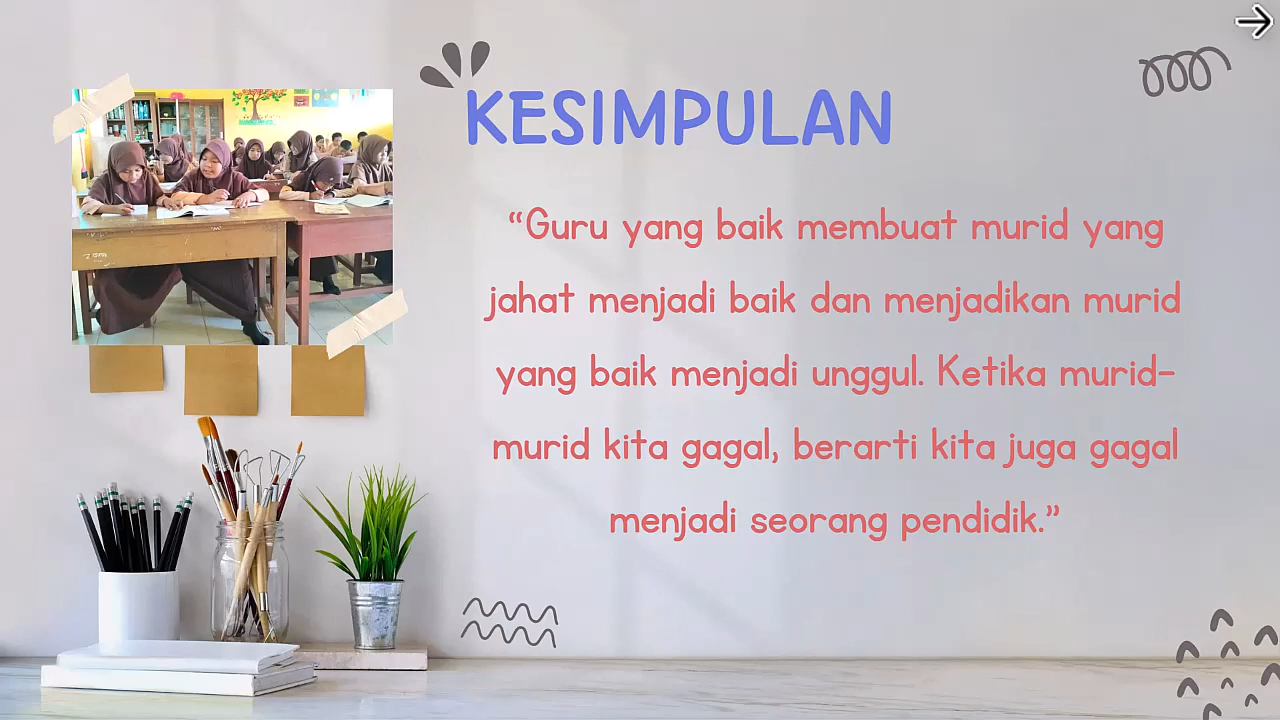 KESIMPULAN
“Guru yang baik membuat murid yang
jahat menjadi baik dan menjadikan murid
yang baik menjadi unggul. Ketika murid-
murid kita gagal, berarti kita juga gagal
menjadi seorang pendidik.”